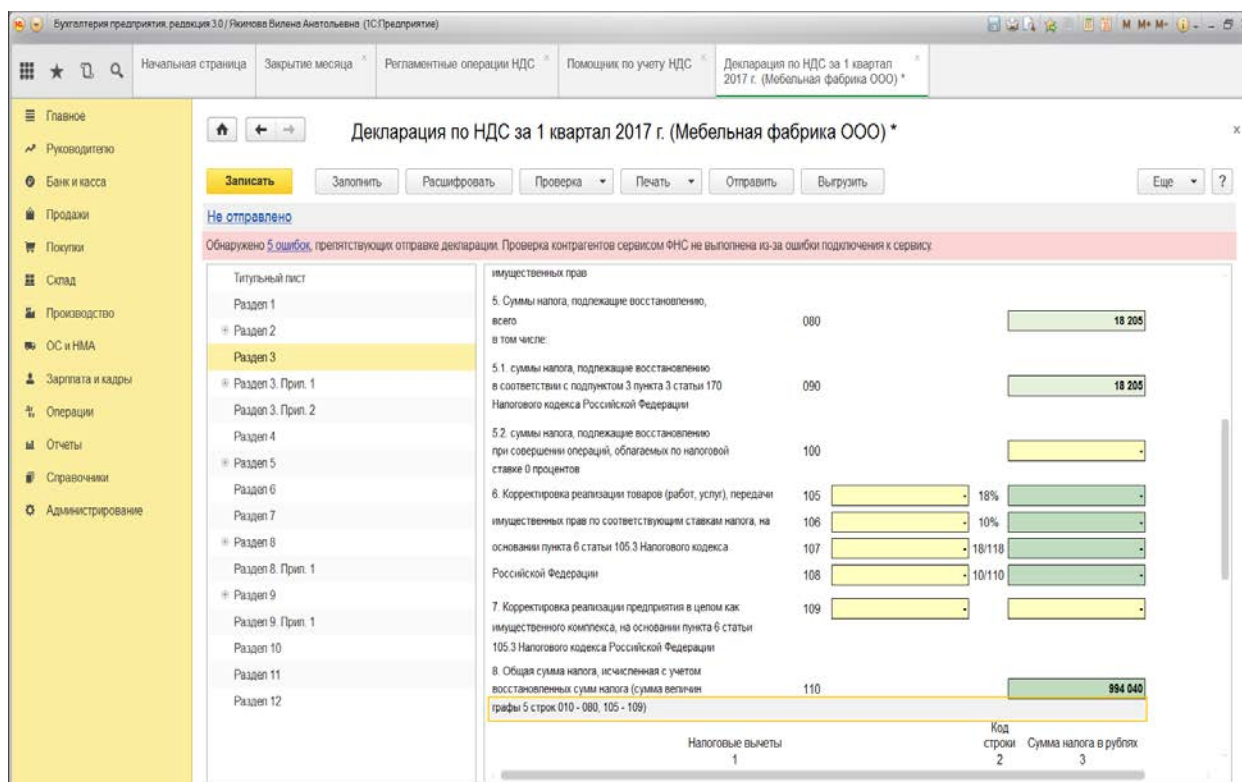 Бухгалтерия предприятия, редакция 3.0 / Якимова Вилена Анатольевна (1С:Предприятие)
M M+ M-
Начальная страница
Закрытие месяца
Регламентные операции НДС
Помощник по учету НДС
Декларация по НДС за 1 квартал
2017 г. (Мебельная фабрика ООО) *
Главное
Руководителю
Банк и касса
Продажи
Покупки
Склад
Производство
ОС и НМА
Зарплата и кадры
Операции
Отчеты
Справочники
Администрирование
Декларация по НДС за 1 квартал 2017 г. (Мебельная фабрика ООО) *
Записать
Заполнить
Расшифровать
Проверка
Печать
Отправить
Выгрузить
Еще
?
Не отправлено
Обнаружено 5 ошибок, препятствующих отправке декларации. Проверка контрагентов сервисом ФНС не выполнена из-за ошибки подключения к сервису.
Титульный лист
Раздел 1
Раздел 2
Раздел 3
Раздел 3. Прил. 1
Раздел 3. Прил. 2
Раздел 4
Раздел 5
Раздел 6
Раздел 7
Раздел 8
Раздел 8. Прил. 1
Раздел 9
Раздел 9. Прил. 1
Раздел 10
Раздел 11
Раздел 12
имущественных прав
5. Суммы налога, подлежащие восстановлению,
всего 080 18 205
в том числе:
5.1. суммы налога, подлежащие восстановлению
в соответствии с подпунктом 3 пункта 3 статьи 170 090 18 205
Налогового кодекса Российской Федерации
5.2. суммы налога, подлежащие восстановлению
при совершении операций, облагаемых по налоговой 100 -
ставке 0 процентов
6. Корректировка реализации товаров (работ, услуг), передачи 105 - 18% -
имущественных прав по соответствующим ставкам налога, на 106 - 10% -
основании пункта 6 статьи 105.3 Налогового кодекса 107 - 18/118 -
Российской Федерации 108 - 10/110 -
7. Корректировка реализации предприятия в целом как 109 - -
имущественного комплекса, на основании пункта 6 статьи
105.3 Налогового кодекса Российской Федерации
8. Общая сумма налога, исчисленная с учетом
восстановленных сумм налога (сумма величин 110 994 040
графы 5 строк 010 - 080, 105 - 109)
Налоговые вычеты Код строки Сумма налога в рублях
1 2 3